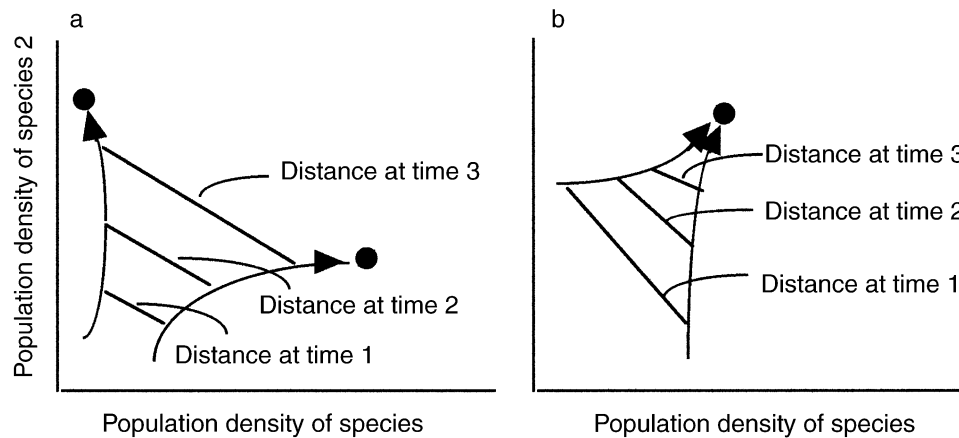 a
b
Population density of species 2
Distance at time 3
Distance at time 2
Distance at time 1
Population density of species
Distance at time 3
Distance at time 2
Distance at time 1
Population density of species